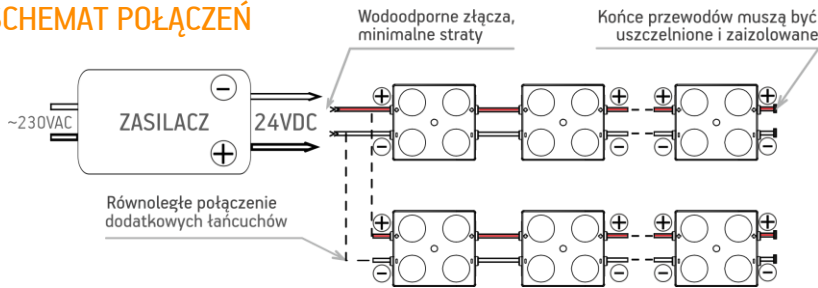 SCHEMAT POŁĄCZEŃ
Wodoodporne złącza,
minimalne straty
Końce przewodów muszą być
uszczelnione i zaizolowane
~230VAC
ZASILACZ
24VDC
Równoległe połączenie
dodatkowych łańcuchów